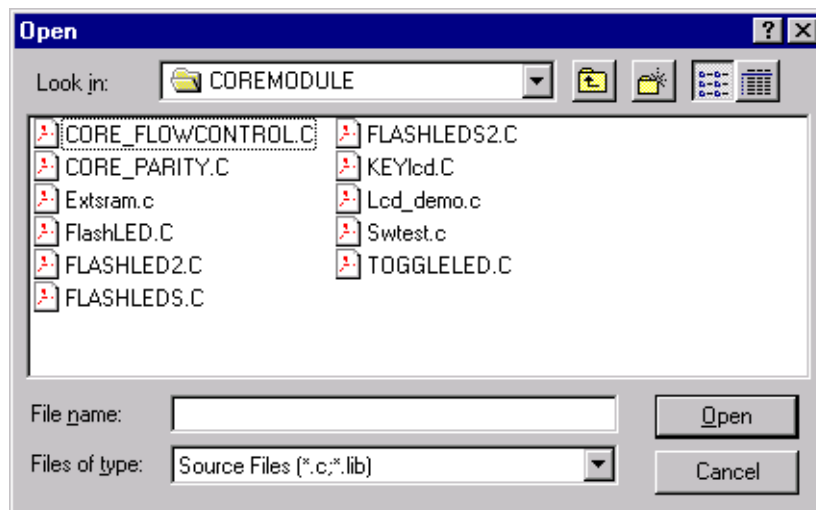 Open
Look in: COREMODULE
CORE_FLOWCONTROL.C FLASHLEDS2.C
CORE_PARITY.C KEYlcd.C
Extsram.c Lcd_demo.c
FlashLED.C Swtest.c
FLASHLED2.C TOGGLELED.C
FLASHLEDS.C
File name: Open
Files of type: Source Files (*.c;*.lib) Cancel